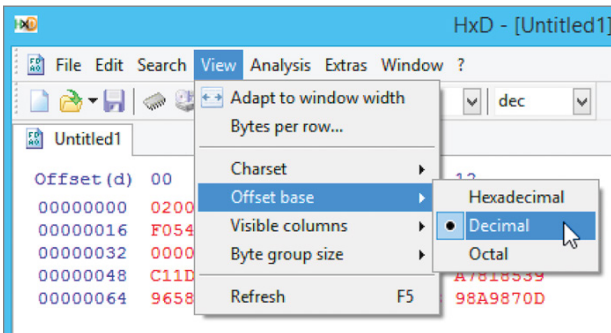 HxD - [Untitled1]
File Edit Search View Analysis Extras Window ?
dec
Untitled1
Adapt to window width
Bytes per row...
Charset
Offset base
Visible columns
Byte group size
Refresh F5
Hexadecimal
Decimal
Octal
Offset(d) 00 12
00000000 0200
00000016 F054
00000032 0000
00000048 C11D A7818539
00000064 9658 98A9870D